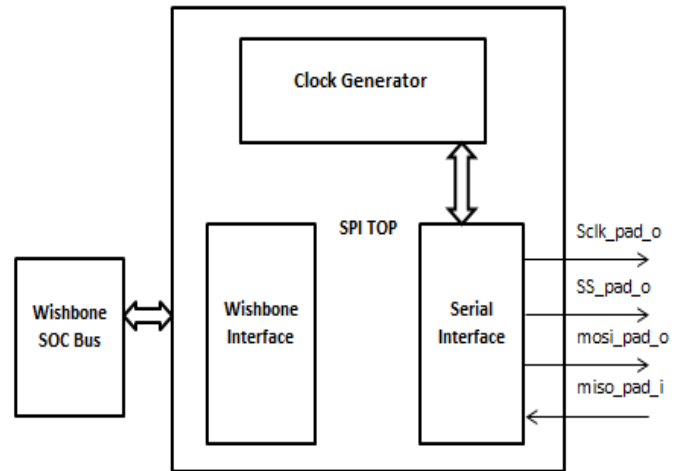 Clock Generator
SPI TOP
Sclk_pad_o
SS_pad_o
Wishbone
SOC Bus
Wishbone
Interface
Serial
Interface
mosi_pad_o
miso_pad_i